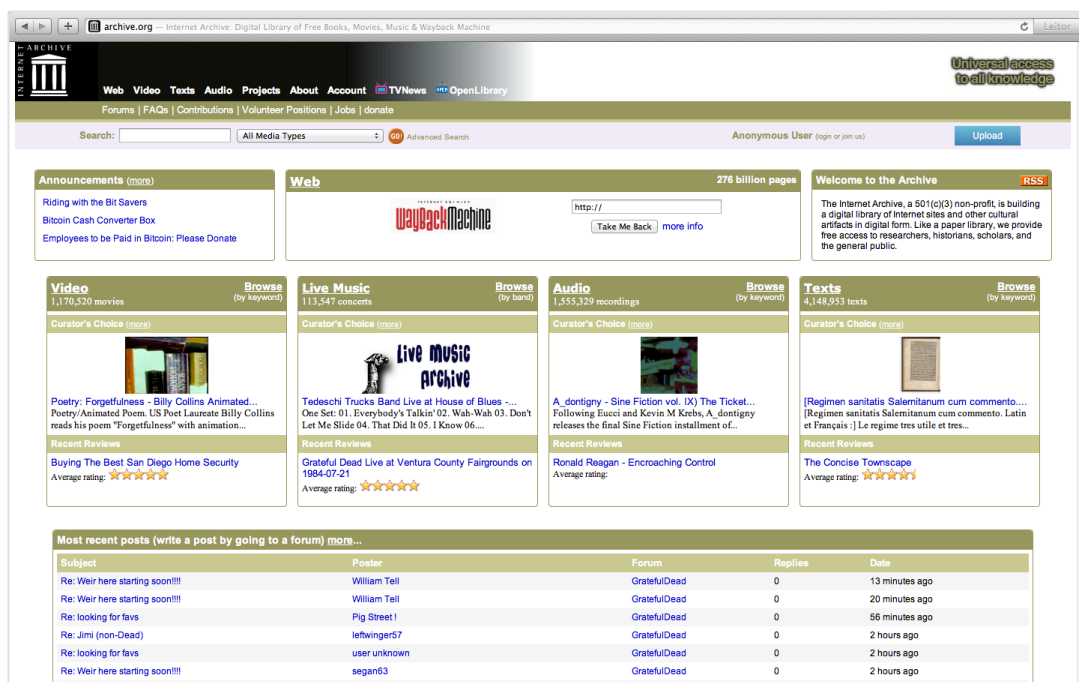 archive.org — Internet Archive: Digital Library of Free Books, Movies, Music & Wayback Machine
Leitor
INTERNET ARCHIVE
Universal access
to all knowledge
Web Video Texts Audio Projects About Account TVNews OPEN OpenLibrary
Forums | FAQs | Contributions | Volunteer Positions | Jobs | donate
Search: All Media Types GO! Advanced Search Anonymous User (login or join us) Upload
Announcements (more)
Riding with the Bit Savers
Bitcoin Cash Converter Box
Employees to be Paid in Bitcoin: Please Donate
Web 276 billion pages
INTERNET ARCHIVE
WayBackMachine
http://
Take Me Back more info
Welcome to the Archive RSS
The Internet Archive, a 501(c)(3) non-profit, is building
a digital library of Internet sites and other cultural
artifacts in digital form. Like a paper library, we provide
free access to researchers, historians, scholars, and
the general public.
Video Browse
1,170,520 movies (by keyword)
Curator's Choice (more)
Poetry: Forgetfulness - Billy Collins Animated...
Poetry/Animated Poem. US Poet Laureate Billy Collins
reads his poem "Forgetfulness" with animation...
Recent Reviews
Buying The Best San Diego Home Security
Average rating:
Live Music Browse
113,547 concerts (by band)
Curator's Choice (more)
Live Music
Archive
Tedeschi Trucks Band Live at House of Blues -...
One Set: 01. Everybody's Talkin' 02. Wah-Wah 03. Don't
Let Me Slide 04. That Did It 05. I Know 06....
Recent Reviews
Grateful Dead Live at Ventura County Fairgrounds on
1984-07-21
Average rating:
Audio Browse
1,555,329 recordings (by keyword)
Curator's Choice (more)
A_dontigny - Sine Fiction vol. IX) The Ticket...
Following Eucci and Kevin M Krebs, A_dontigny
releases the final Sine Fiction installment of...
Recent Reviews
Ronald Reagan - Encroaching Control
Average rating:
Texts Browse
4,148,953 texts (by keyword)
Curator's Choice (more)
[Regimen sanitatis Salernitanum cum commento....
[Regimen sanitatis Salernitanum cum commento. Latin
et Français :] Le regime tres utile et tres...
Recent Reviews
The Concise Townscape
Average rating:
Most recent posts (write a post by going to a forum) more...
Subject Poster Forum Replies Date
Re: Weir here starting soon!!!! William Tell GratefulDead 0 13 minutes ago
Re: Weir here starting soon!!!! William Tell GratefulDead 0 20 minutes ago
Re: looking for favs Pig Street ! GratefulDead 0 56 minutes ago
Re: Jimi (non-Dead) leftwinger57 GratefulDead 0 2 hours ago
Re: looking for favs user unknown GratefulDead 0 2 hours ago
Re: Weir here starting soon!!!! segan63 GratefulDead 0 2 hours ago